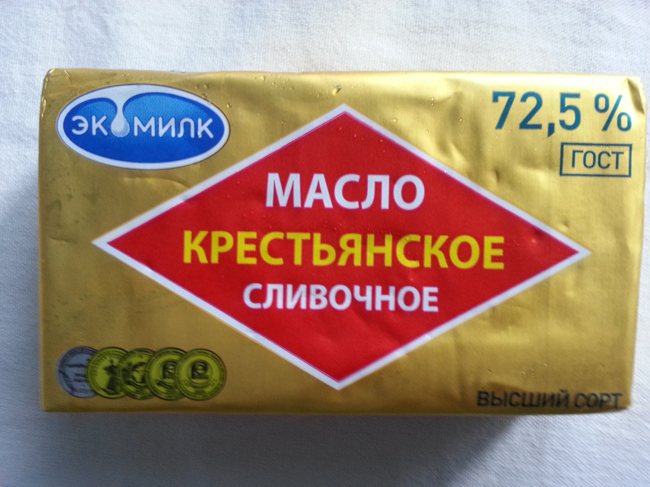 ЭКОМИЛК
72,5 %
ГОСТ
МАСЛО
КРЕСТЬЯНСКОЕ
СЛИВОЧНОЕ
ВЫСШИЙ СОРТ